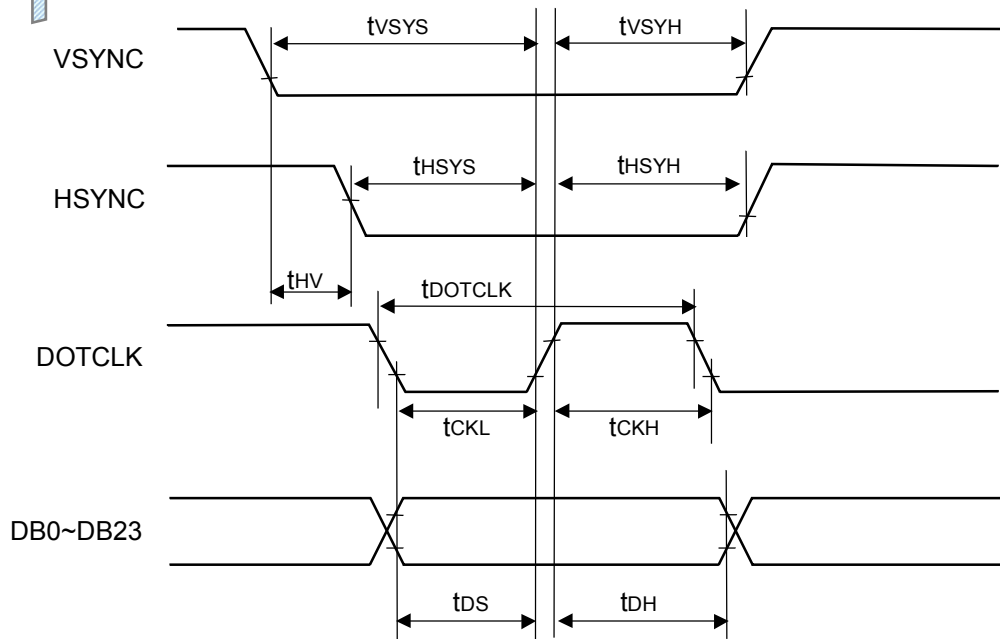 tVSYS tVSYH
VSYNC
tHSYS tHSYH
HSYNC
tHV tDOTCLK
DOTCLK
tCKL tCKH
DB0~DB23
tDS tDH